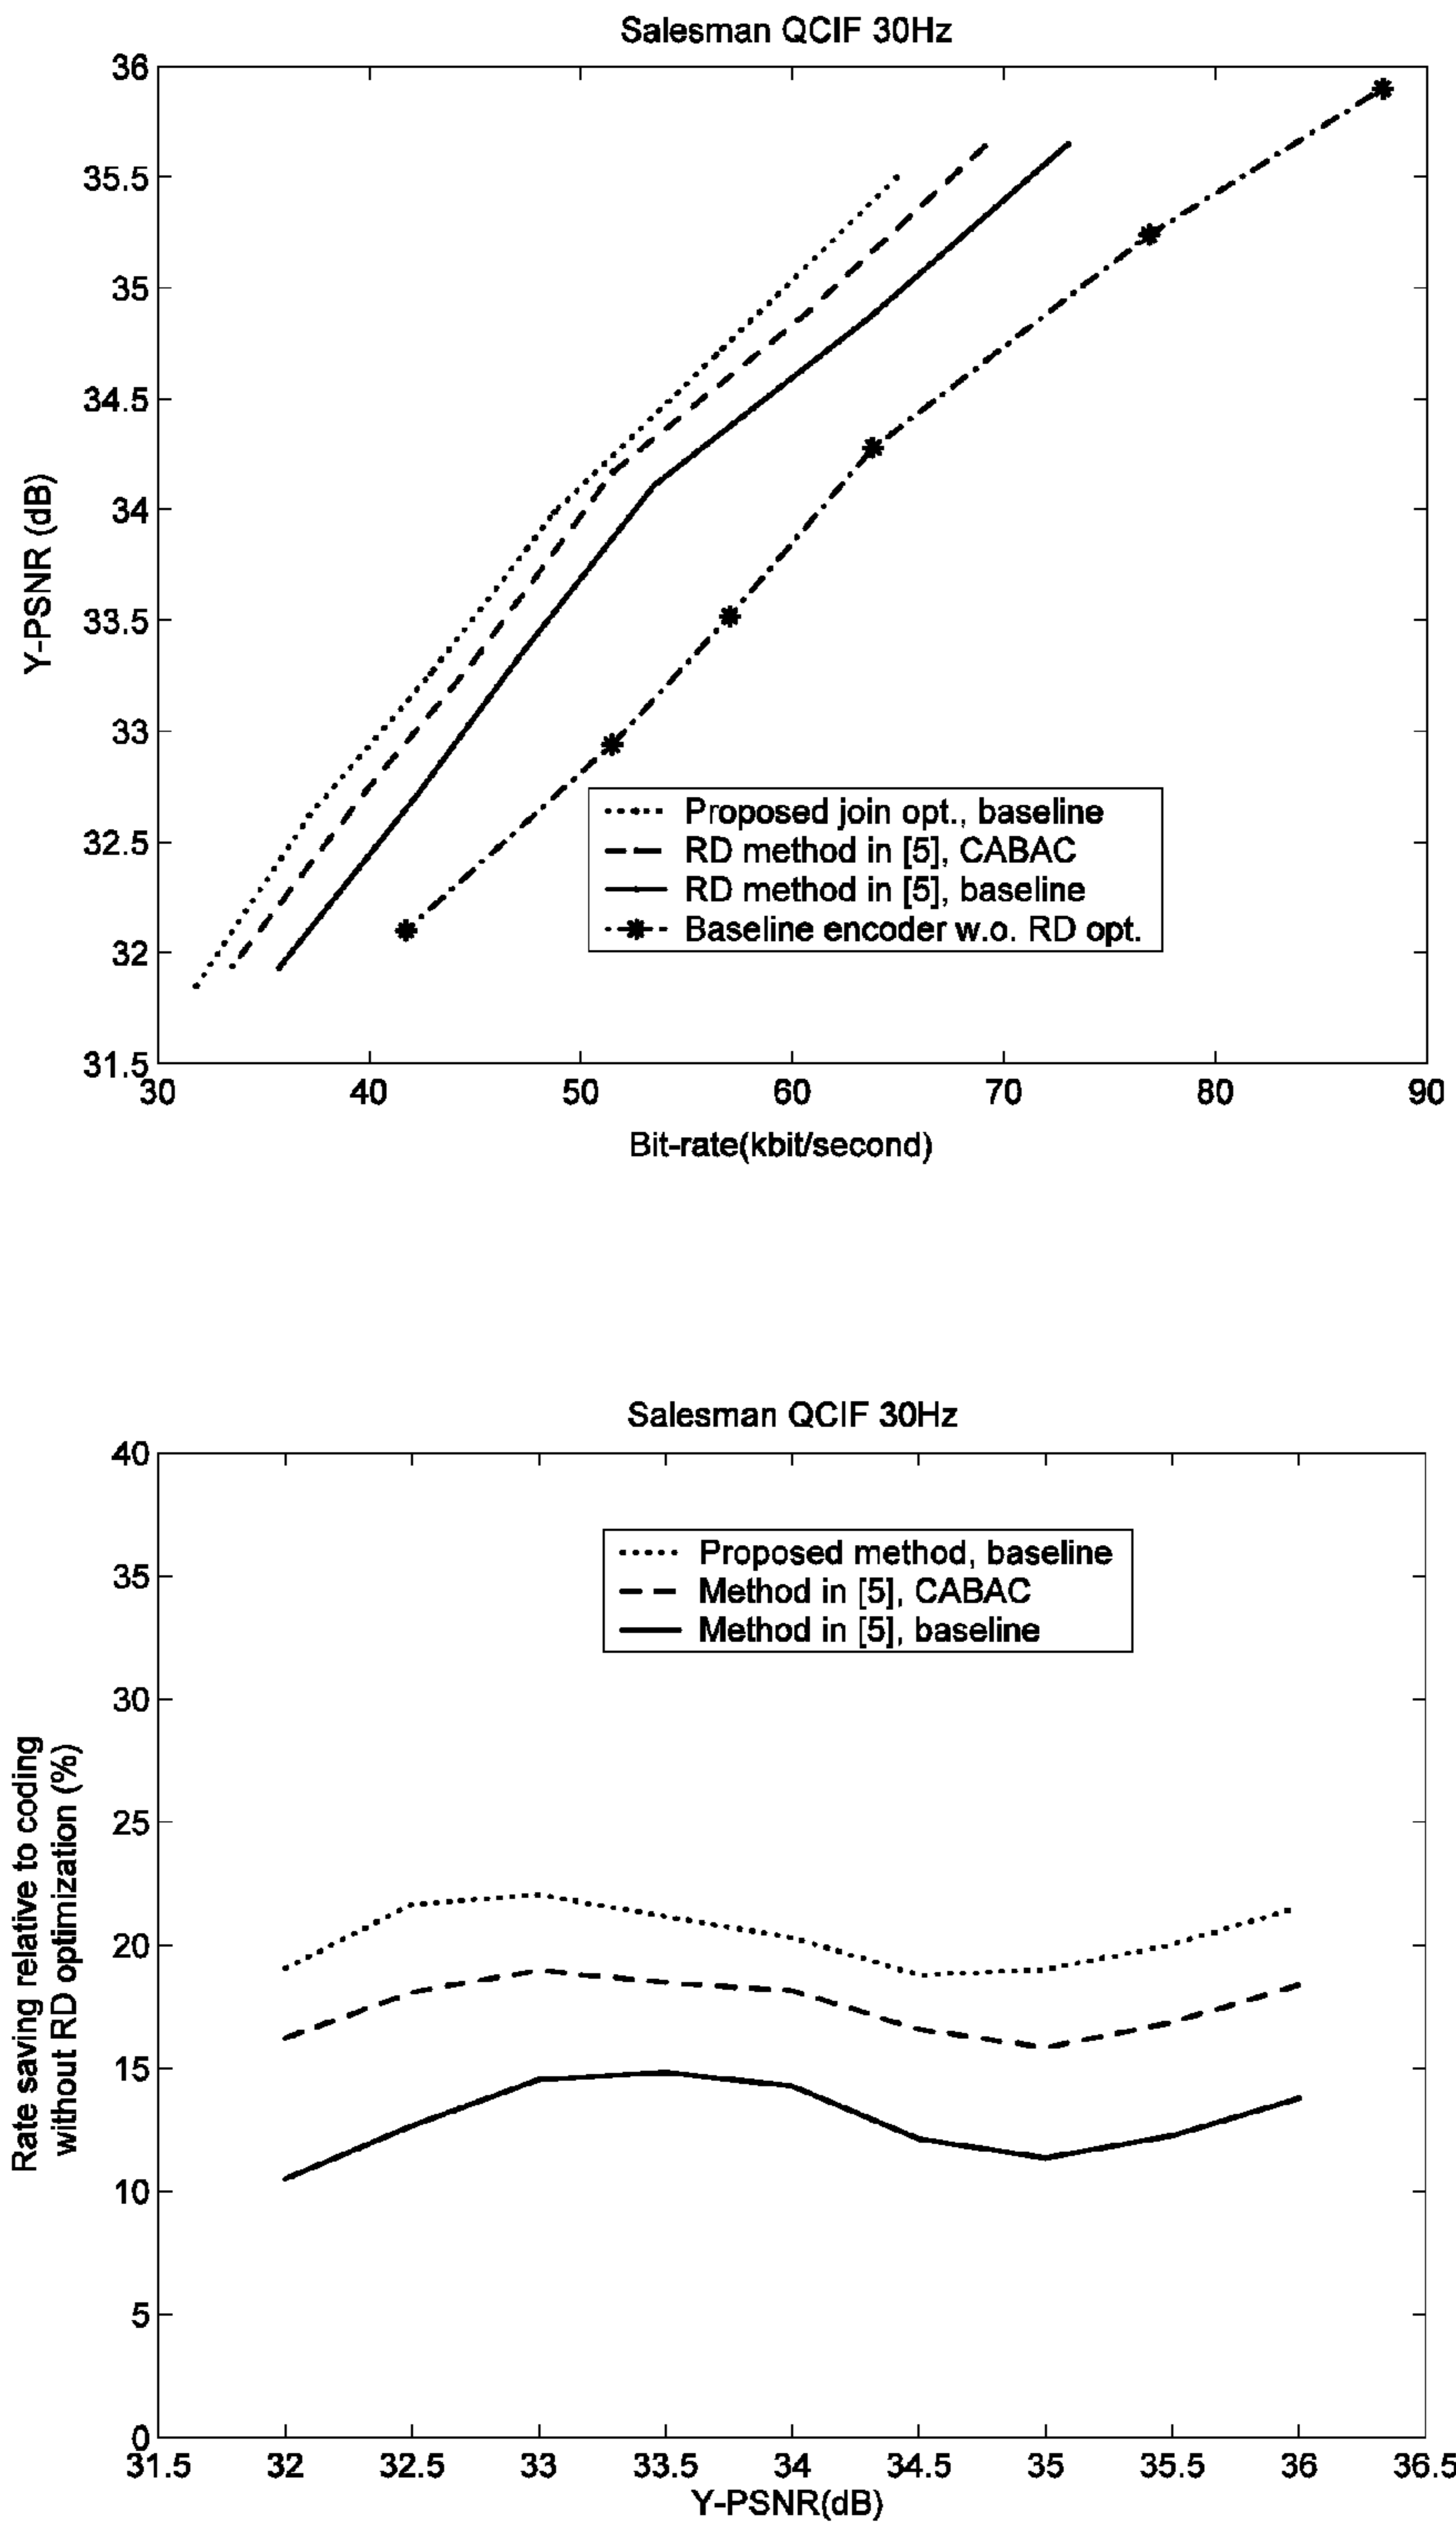 Salesman QCIF 30Hz
36
35.5
35
34.5
34
33.5
33
32.5
32
31.5
Y-PSNR (dB)
Proposed join opt., baseline
RD method in [5], CABAC
RD method in [5], baseline
Baseline encoder w.o. RD opt.
30 40 50 60 70 80 90
Bit-rate(kbit/second)
Salesman QCIF 30Hz
40
35
30
25
20
15
10
5
0
Rate saving relative to coding
without RD optimization (%)
Proposed method, baseline
Method in [5], CABAC
Method in [5], baseline
31.5 32 32.5 33 33.5 34 34.5 35 35.5 36 36.5
Y-PSNR(dB)